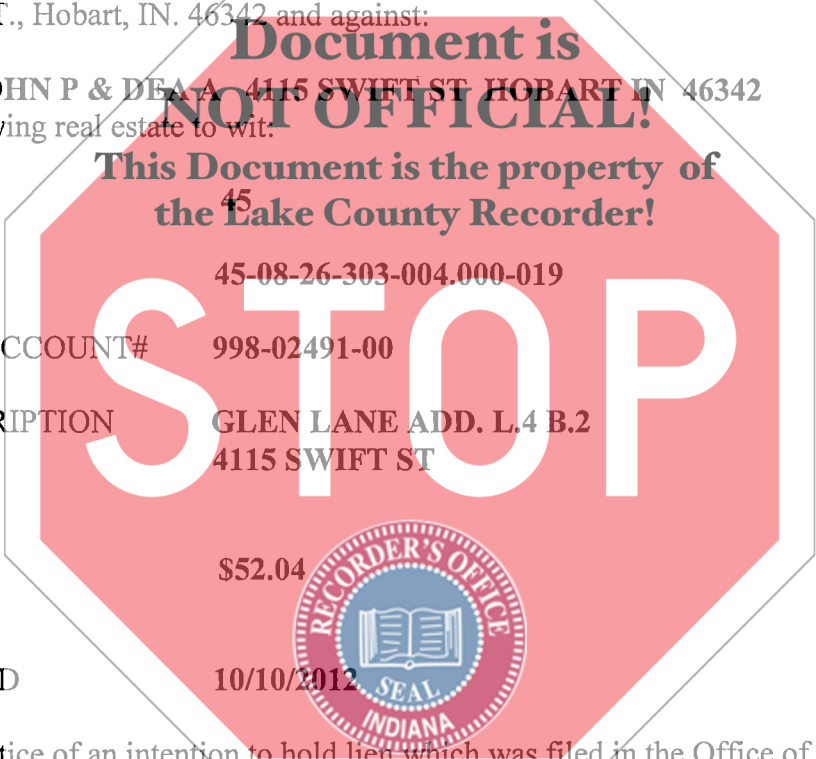 T., Hobart, IN. 46342 and against:
Document is
OHN P & DEA A 4115 SWIFT ST HOBART IN 46342
NOT OFFICIAL!
ving real estate to wit:
This Document is the property of
45
the Lake County Recorder!
45-08-26-303-004.000-019
CCOUNT# 998-02491-00
RIPTION GLEN LANE ADD. L.4 B.2
4115 SWIFT ST
STOP
$52.04
RECORDER'S OFFICE
SEAL
INDIANA
D 10/10/2012
tice of an intention to hold lien which was filed in the Office of